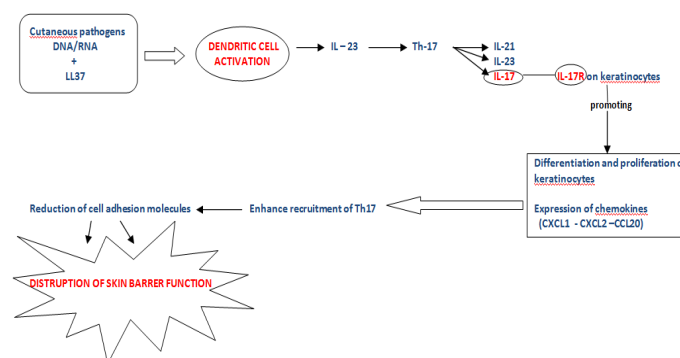 Cutaneous pathogens
DNA/RNA
+
LL37
DENDRITIC CELL
ACTIVATION
IL – 23
Th-17
IL-21
IL-23
IL-17
IL-17R on keratinocytes
promoting
Differentiation and proliferation o
keratinocytes
Expression of chemokines
(CXCL1 - CXCL2 –CCL20)
Enhance recruitment of Th17
Reduction of cell adhesion molecules
DISTRUPTION OF SKIN BARRER FUNCTION